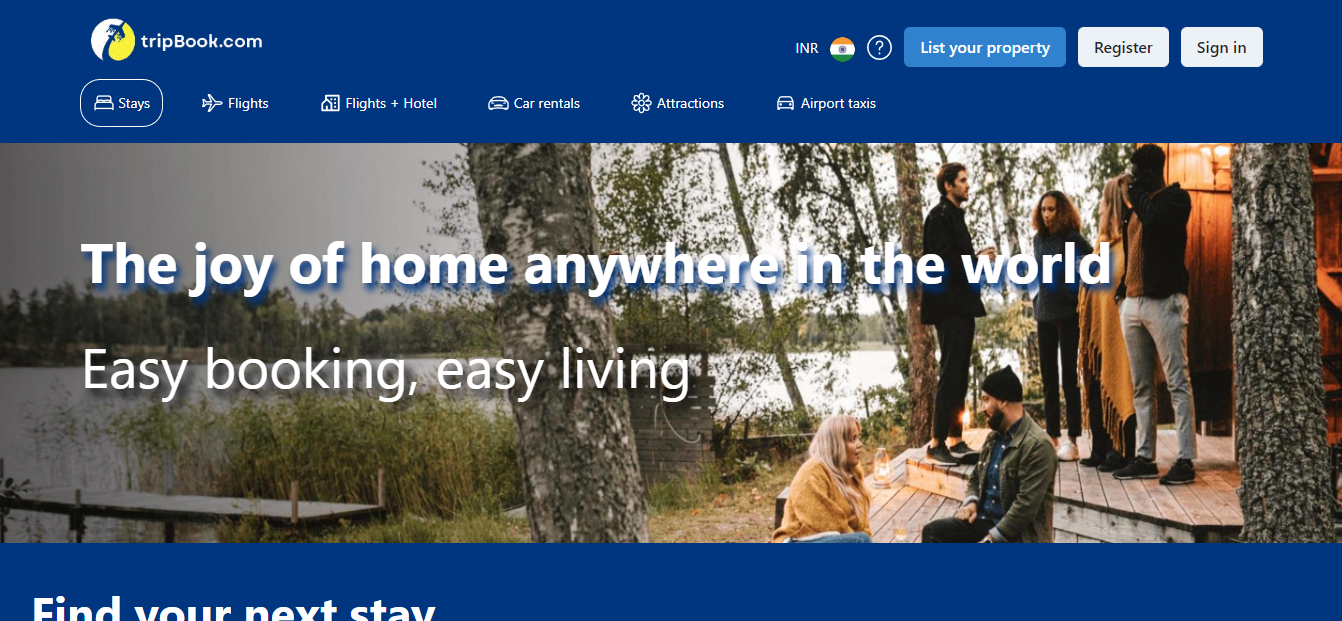 tripBook.com
INR ? List your property Register Sign in
Stays Flights Flights + Hotel Car rentals Attractions Airport taxis
The joy of home anywhere in the world
Easy booking, easy living
Find your next stay